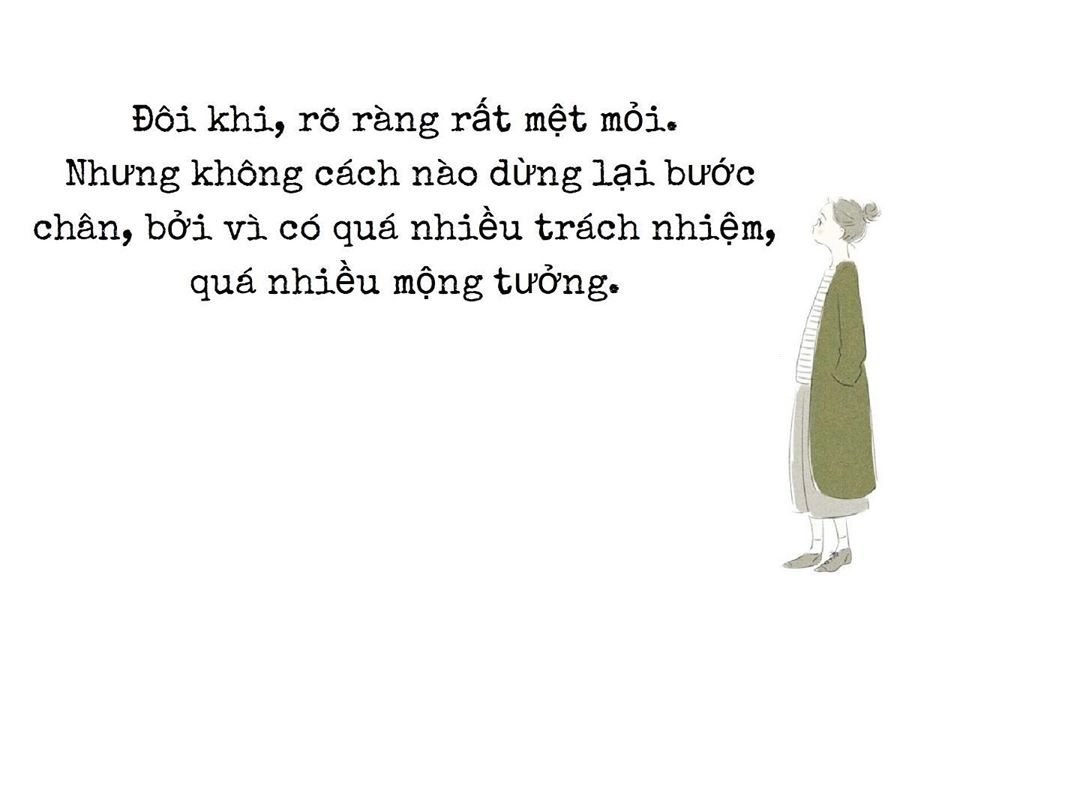 Đôi khi, rõ ràng rất mệt mỏi.
Nhưng không cách nào dừng lại bước
chân, bởi vì có quá nhiều trách nhiệm,
quá nhiều mộng tưởng.